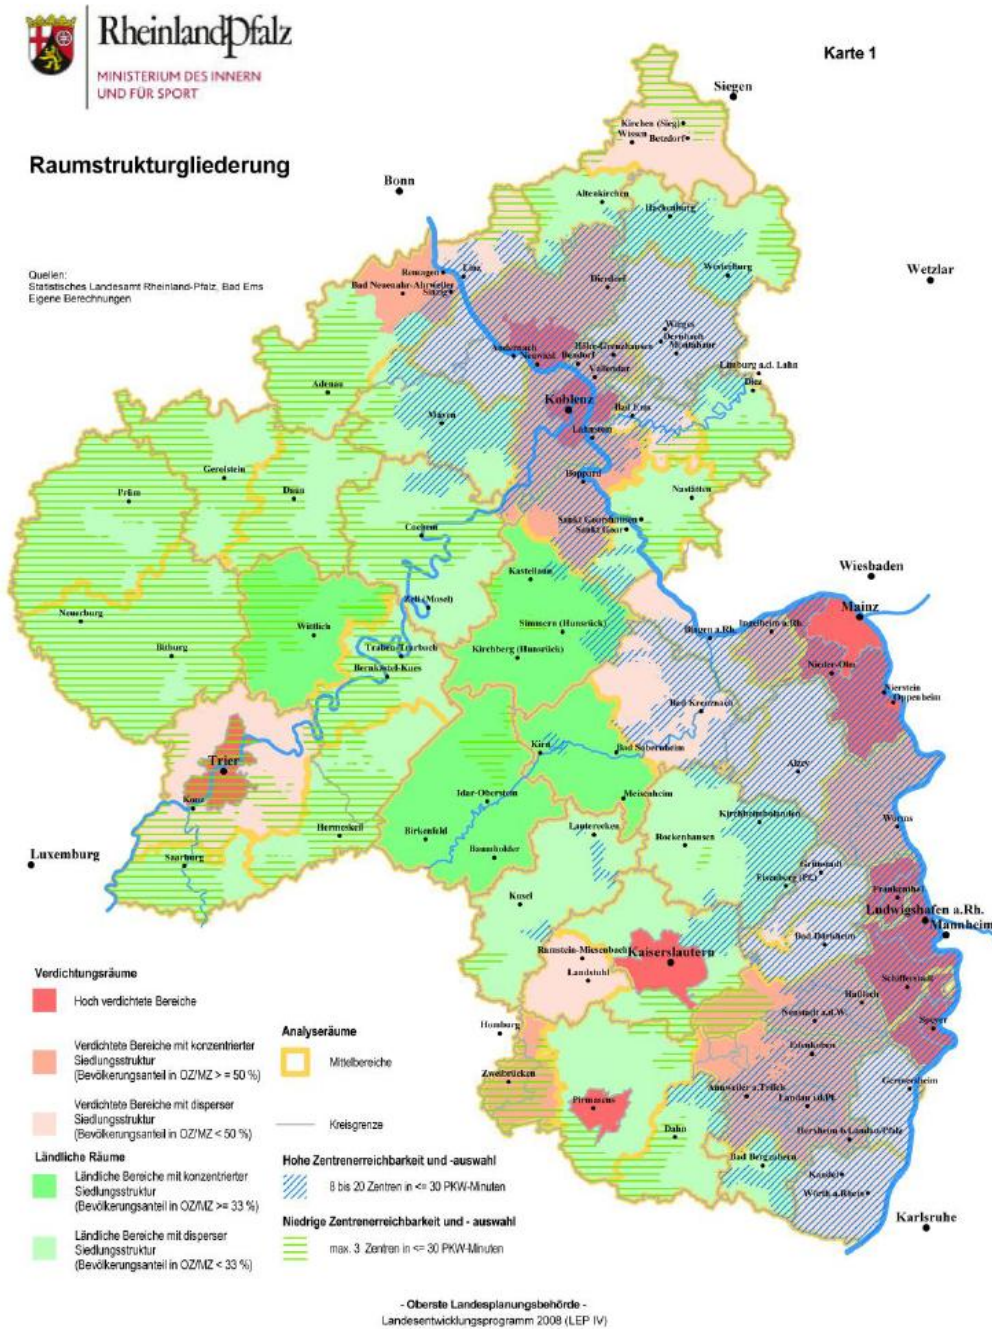 RheinlandPfalz
MINISTERIUM DES INNERN
UND FÜR SPORT
Karte 1
Raumstrukturgliederung
Quellen:
Statistisches Landesamt Rheinland-Pfalz, Bad Ems
Eigene Berechnungen
Siegen
Kirchen (Sieg)
Wissen
Betzdorf
Bonn
Altenkirchen
Hachenburg
Wetzlar
Remagen
Linz
Dierdorf
Westerburg
Bad Neuenahr-Ahrweiler
Sinzig
Wirges
Dernbach
Montabaur
Andernach
Neuwied
Bendorf
Höhr-Grenzhausen
Vallendar
Limburg a.d. Lahn
Diez
Adenau
Mayen
Koblenz
Bad Ems
Lahnstein
Gerolstein
Prüm
Daun
Boppard
Nastätten
Cochem
Sankt Goarshausen
Sankt Goar
Wiesbaden
Kastellaun
Mainz
Neuerburg
Wittlich
Zell (Mosel)
Simmern (Hunsrück)
Bingen a.Rh.
Ingelheim a.Rh.
Bitburg
Traben-Trarbach
Kirchberg (Hunsrück)
Nieder-Olm
Bernkastel-Kues
Nierstein
Oppenheim
Bad Kreuznach
Trier
Kirn
Bad Sobernheim
Alzey
Konz
Idar-Oberstein
Meisenheim
Kirchheimbolanden
Worms
Hermeskeil
Birkenfeld
Lauterecken
Rockenhausen
Luxemburg
Saarburg
Baumholder
Grünstadt
Eisenberg (Pf.)
Frankenthal
Kusel
Ludwigshafen a.Rh.
Mannheim
Bad Dürkheim
Ramstein-Miesenbach
Kaiserslautern
Landstuhl
Schifferstadt
Haßloch
Neustadt a.d.W.
Speyer
Homburg
Edenkoben
Zweibrücken
Annweiler a.Trifels
Landau i.d.Pf.
Germersheim
Pirmasens
Dahn
Herxheim b.Landau/Pfalz
Bad Bergzabern
Kandel
Wörth a.Rhein
Karlsruhe
Verdichtungsräume
Hoch verdichtete Bereiche
Verdichtete Bereiche mit konzentrierter
Siedlungsstruktur
(Bevölkerungsanteil in OZ/MZ > = 50 %)
Verdichtete Bereiche mit disperser
Siedlungsstruktur
(Bevölkerungsanteil in OZ/MZ < 50 %)
Ländliche Räume
Ländliche Bereiche mit konzentrierter
Siedlungsstruktur
(Bevölkerungsanteil in OZ/MZ >= 33 %)
Ländliche Bereiche mit disperser
Siedlungsstruktur
(Bevölkerungsanteil in OZ/MZ < 33 %)
Analyseräume
Mittelbereiche
Kreisgrenze
Hohe Zentrenerreichbarkeit und -auswahl
8 bis 20 Zentren in <= 30 PKW-Minuten
Niedrige Zentrenerreichbarkeit und - auswahl
max. 3 Zentren in <= 30 PKW-Minuten
- Oberste Landesplanungsbehörde -
Landesentwicklungsprogramm 2008 (LEP IV)